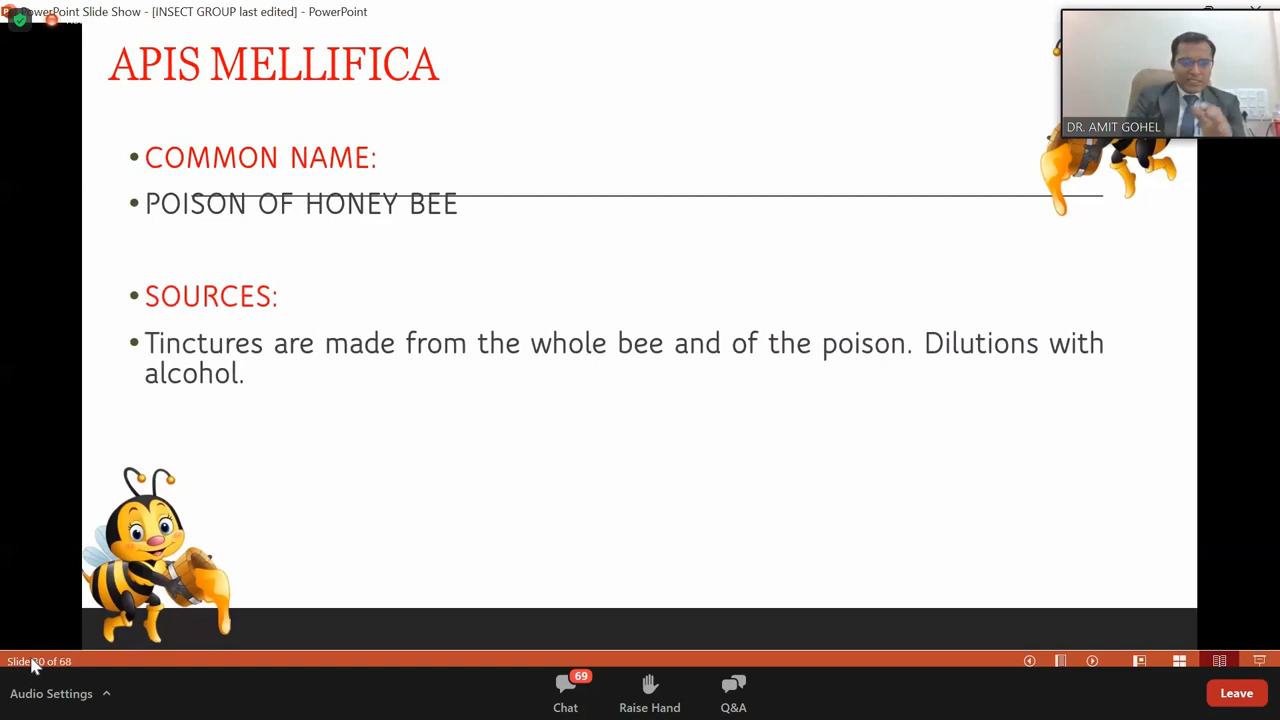 PowerPoint Slide Show - [INSECT GROUP last edited] - PowerPoint
APIS MELLIFICA
DR. AMIT GOHEL
• COMMON NAME:
• POISON OF HONEY BEE
• SOURCES:
• Tinctures are made from the whole bee and of the poison. Dilutions with
alcohol.
of 68
Audio Settings
69
Chat
Raise Hand
Q&A
Leave